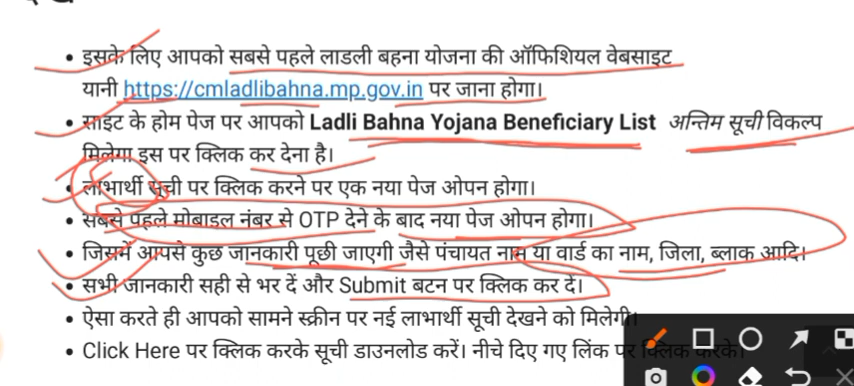 इसके लिए आपको सबसे पहले लाडली बहना योजना की ऑफिशियल वेबसाइट
यानी https://cmladlibahna.mp.gov.in पर जाना होगा।
साइट के होम पेज पर आपको Ladli Bahna Yojana Beneficiary List अन्तिम सूची विकल्प
मिलेगा इस पर क्लिक कर देना है।
लाभार्थी सूची पर क्लिक करने पर एक नया पेज ओपन होगा।
सबसे पहले मोबाइल नंबर से OTP देने के बाद नया पेज ओपन होगा।
जिसमें आपसे कुछ जानकारी पूछी जाएगी जैसे पंचायत नाम या वार्ड का नाम, जिला, ब्लाक आदि।
सभी जानकारी सही से भर दें और Submit बटन पर क्लिक कर दें।
ऐसा करते ही आपको सामने स्क्रीन पर नई लाभार्थी सूची देखने को मिलेगी।
Click Here पर क्लिक करके सूची डाउनलोड करें। नीचे दिए गए लिंक पर क्लिक करके।